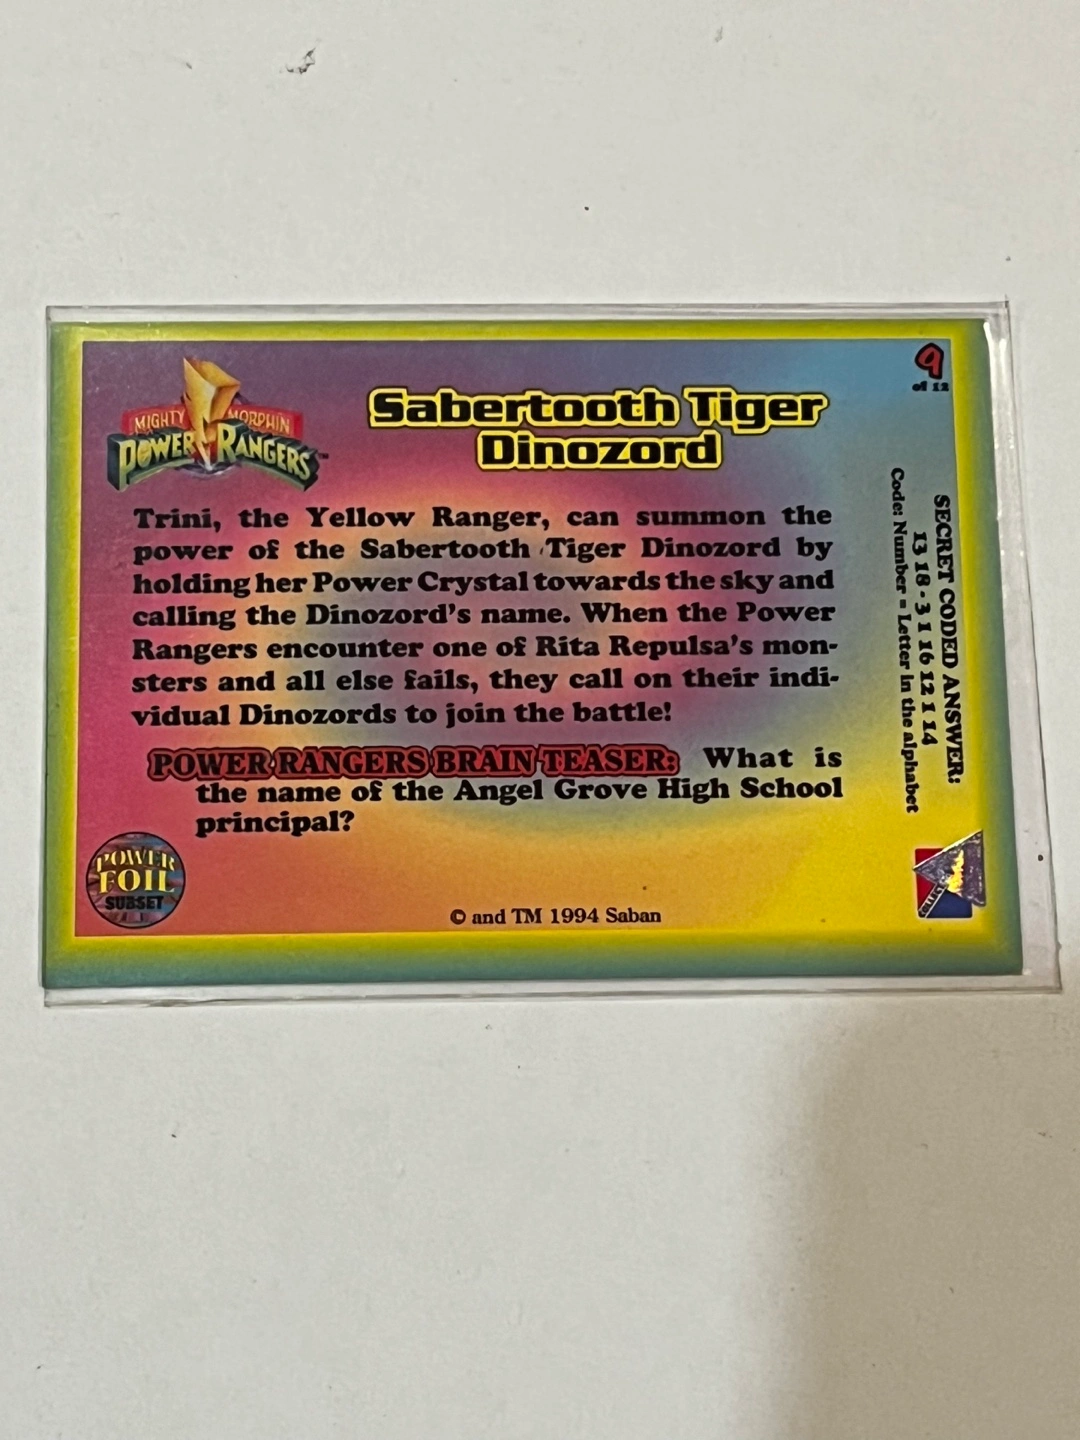 MIGHTY MORPHIN
POWER RANGERS™
Sabertooth Tiger
Dinozord
9
of 12
Trini, the Yellow Ranger, can summon the
power of the Sabertooth Tiger Dinozord by
holding her Power Crystal towards the sky and
calling the Dinozord's name. When the Power
Rangers encounter one of Rita Repulsa's mon-
sters and all else fails, they call on their indi-
vidual Dinozords to join the battle!
POWER RANGERS BRAIN TEASER: What is
the name of the Angel Grove High School
principal?
POWER
FOIL
SUBSET
© and TM 1994 Saban
SECRET CODED ANSWER:
13 18 - 3 1 16 12 1 14
Code: Number = Letter in the alphabet